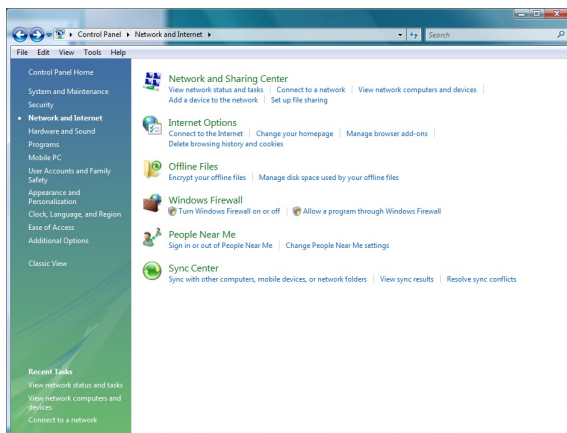 Control Panel Network and Internet
Search
File Edit View Tools Help
Control Panel Home
System and Maintenance
Security
Network and Internet
Hardware and Sound
Programs
Mobile PC
User Accounts and Family
Safety
Appearance and
Personalization
Clock, Language, and Region
Ease of Access
Additional Options
Classic View
Recent Tasks
View network status and tasks
View network computers and
devices
Connect to a network
Network and Sharing Center
View network status and tasks Connect to a network View network computers and devices
Add a device to the network Set up file sharing
Internet Options
Connect to the Internet Change your homepage Manage browser add-ons
Delete browsing history and cookies
Offline Files
Encrypt your offline files Manage disk space used by your offline files
Windows Firewall
Turn Windows Firewall on or off Allow a program through Windows Firewall
People Near Me
Sign in or out of People Near Me Change People Near Me settings
Sync Center
Sync with other computers, mobile devices, or network folders View sync results Resolve sync conflicts